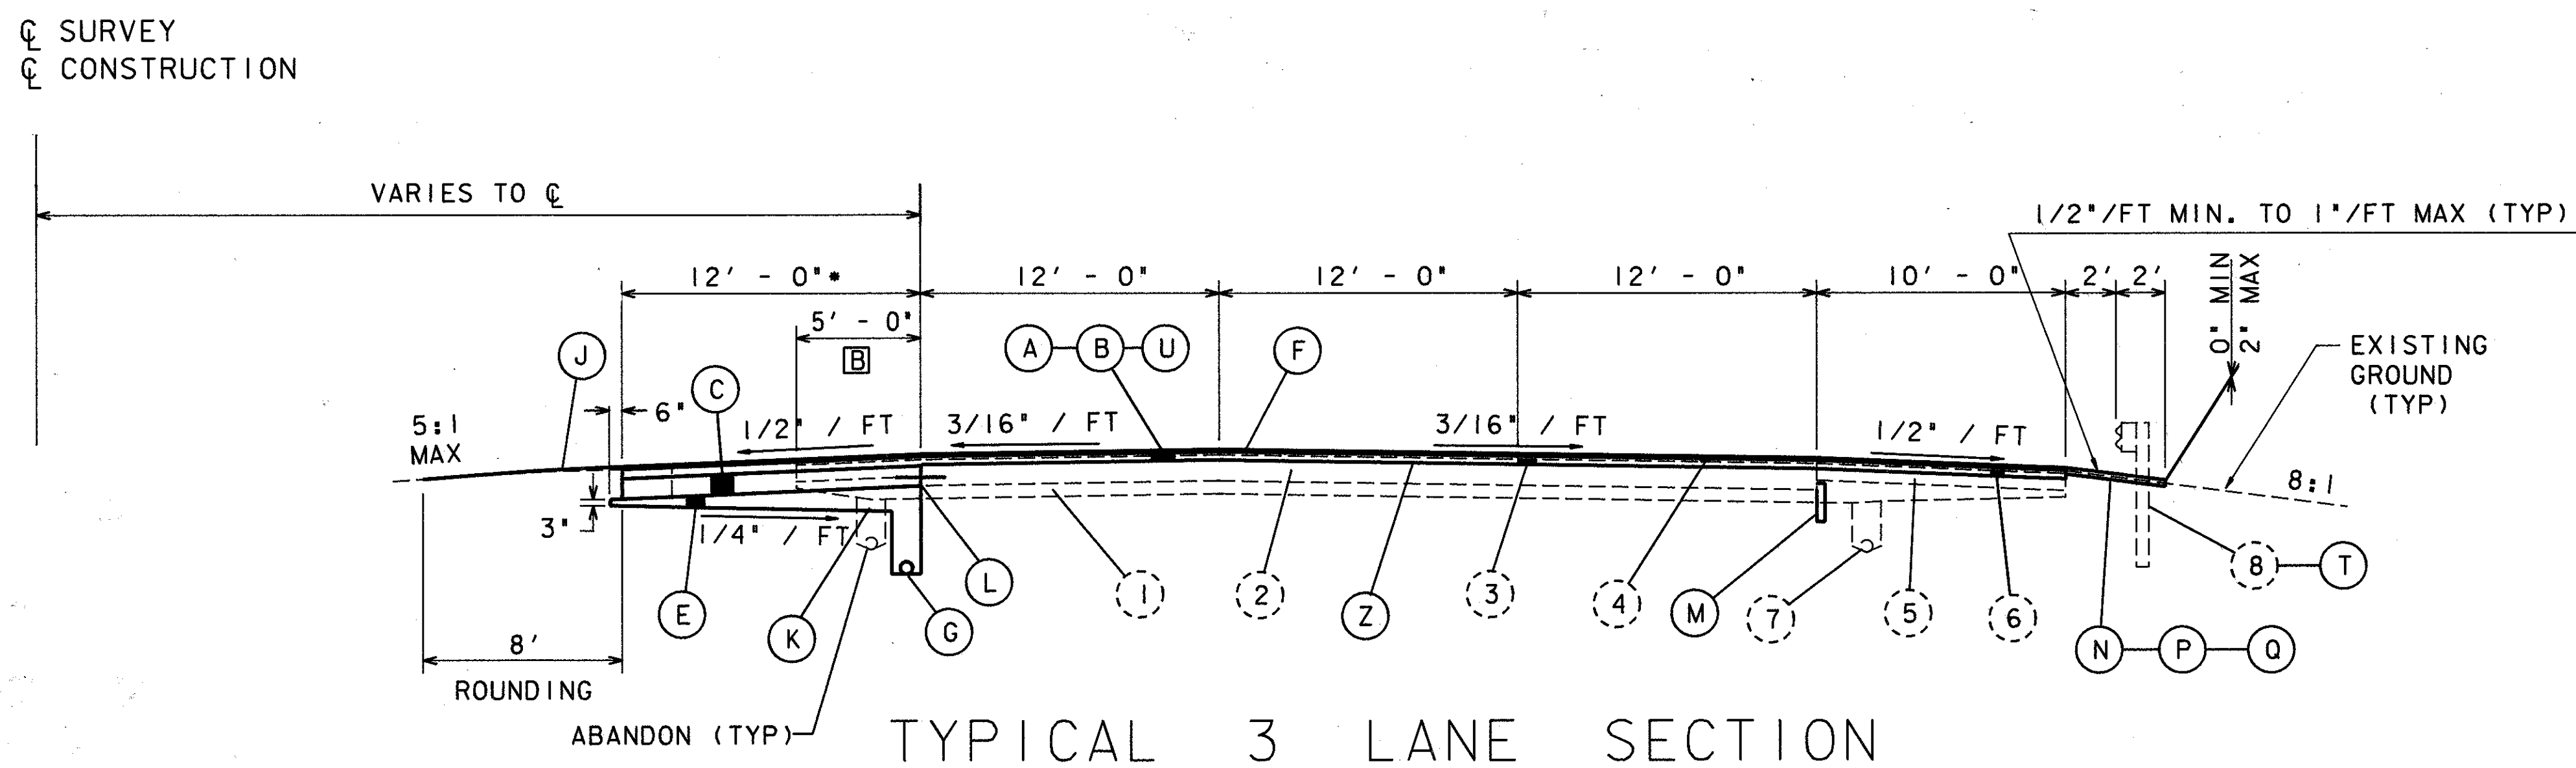 ℄ SURVEY
℄ CONSTRUCTION
VARIES TO ℄
1/2"/FT MIN. TO 1"/FT MAX (TYP)
12' - 0"*
12' - 0"
12' - 0"
12' - 0"
10' - 0"
2'
2'
0" MIN
2" MAX
5' - 0"
B
A
B
U
F
J
C
EXISTING
GROUND
(TYP)
5:1
MAX
6"
1/2" / FT
3/16" / FT
3/16" / FT
1/2" / FT
8:1
3"
1/4" / FT
E
K
G
L
1
2
Z
3
4
M
7
5
6
8
T
N
P
Q
8'
ROUNDING
ABANDON (TYP)
TYPICAL 3 LANE SECTION